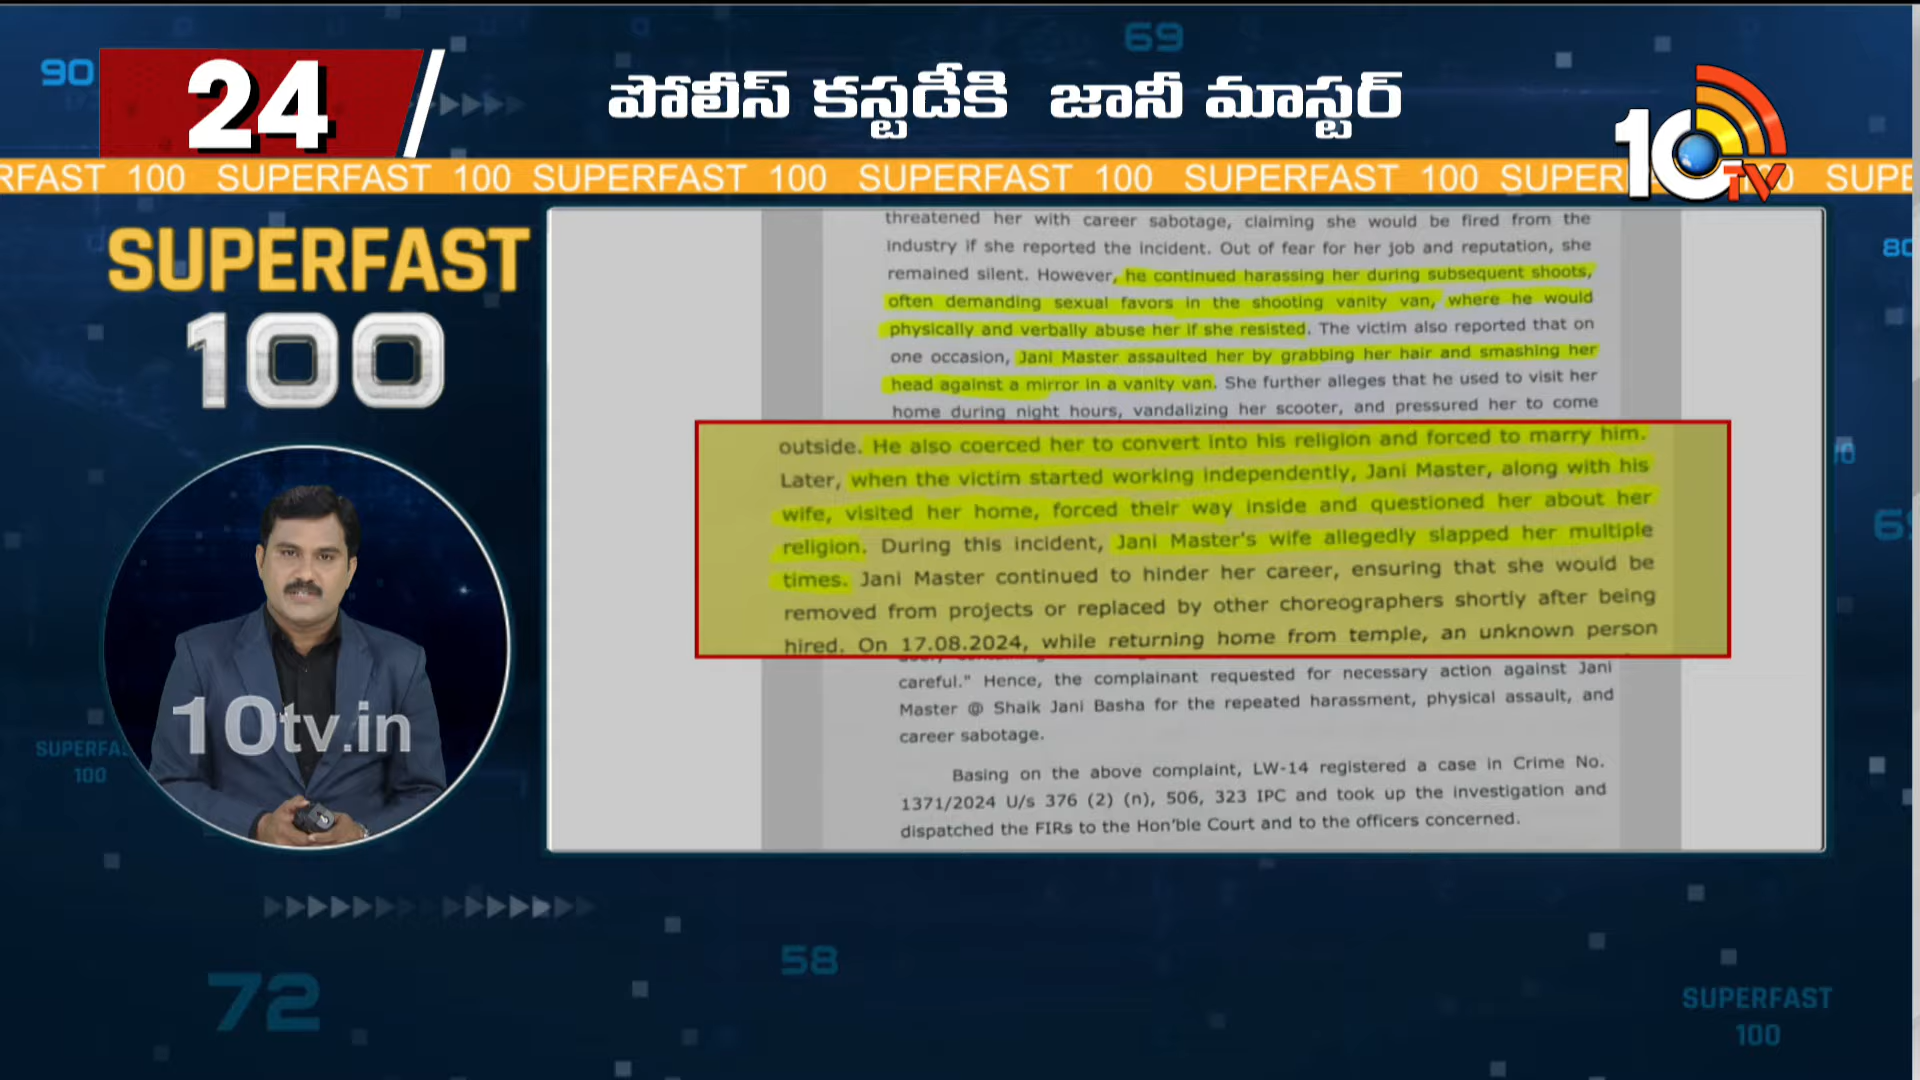 90
69
24
పోలీస్ కస్టడీకి జానీ మాస్టర్
10TV
RFAST 100 SUPERFAST 100 SUPERFAST 100 SUPERFAST 100 SUPERFAST 100 SUPER 0 SUPE
SUPERFAST
100
80
threatened her with career sabotage, claiming she would be fired from the
industry if she reported the incident. Out of fear for her job and reputation, she
remained silent. However, he continued harassing her during subsequent shoots,
often demanding sexual favors in the shooting vanity van, where he would
physically and verbally abuse her if she resisted. The victim also reported that on
one occasion, Jani Master assaulted her by grabbing her hair and smashing her
head against a mirror in a vanity van. She further alleges that he used to visit her
home during night hours, vandalizing her scooter, and pressured her to come
outside. He also coerced her to convert into his religion and forced to marry him.
Later, when the victim started working independently, Jani Master, along with his
wife, visited her home, forced their way inside and questioned her about her
religion. During this incident, Jani Master's wife allegedly slapped her multiple
times. Jani Master continued to hinder her career, ensuring that she would be
removed from projects or replaced by other choreographers shortly after being
hired. On 17.08.2024, while returning home from temple, an unknown person
careful." Hence, the complainant requested for necessary action against Jani
Master @ Shaik Jani Basha for the repeated harassment, physical assault, and
career sabotage.
Basing on the above complaint, LW-14 registered a case in Crime No.
1371/2024 U/s 376 (2) (n), 506, 323 IPC and took up the investigation and
dispatched the FIRs to the Hon'ble Court and to the officers concerned.
10tv.in
SUPERFAS
100
69
72
58
SUPERFAST
100